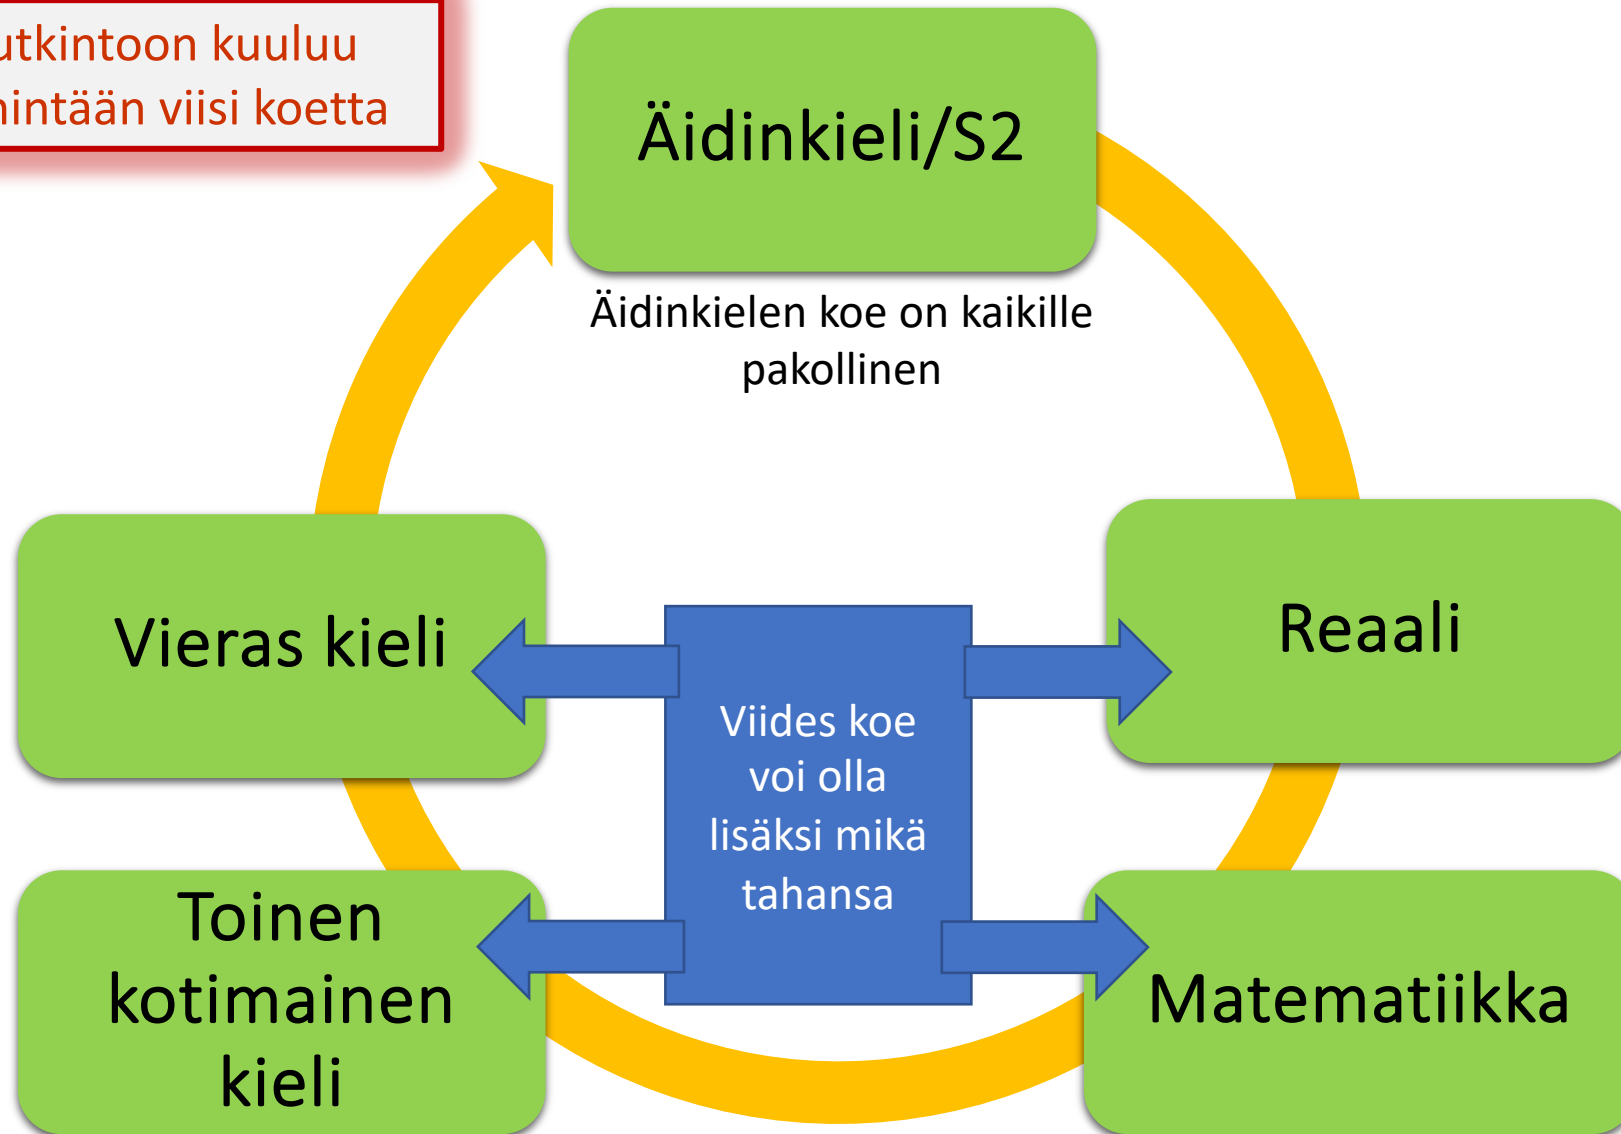 utkintoon kuuluu
hintään viisi koetta
Äidinkieli/S2
Äidinkielen koe on kaikille
pakollinen
Vieras kieli
Reaali
Viides koe
voi olla
lisäksi mikä
tahansa
Toinen
kotimainen
kieli
Matematiikka